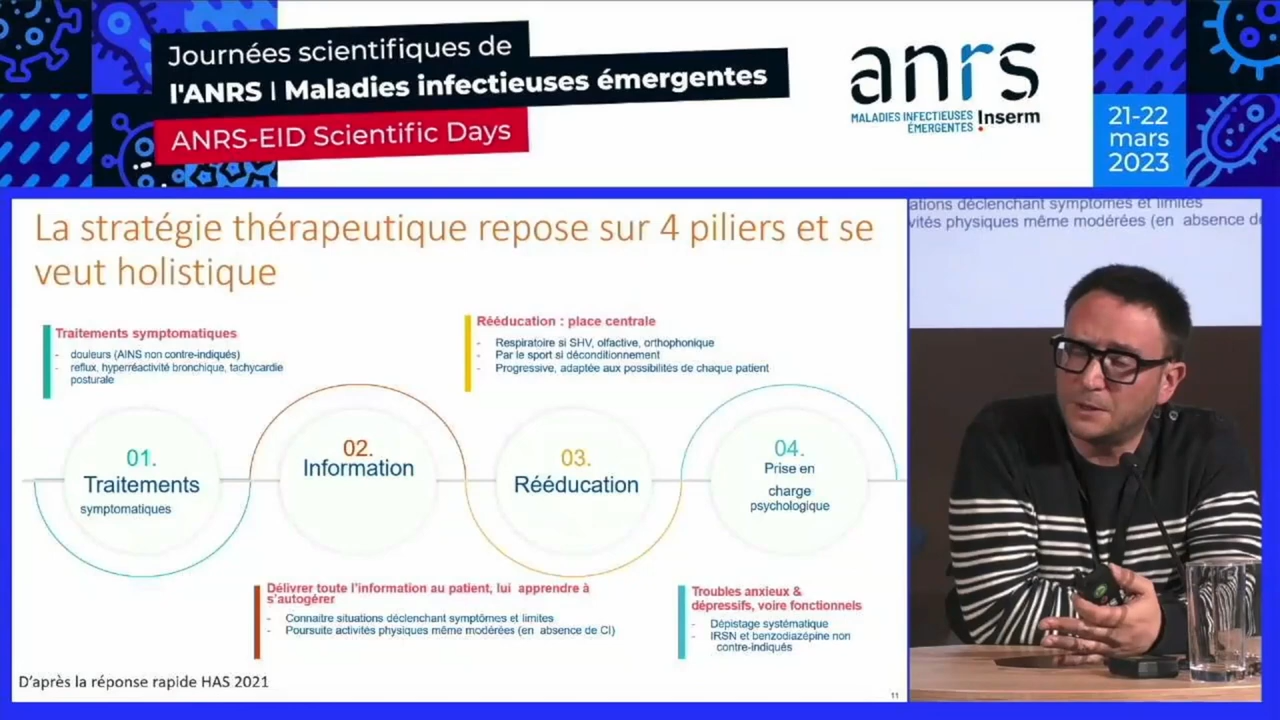 Journées scientifiques de
l'ANRS | Maladies infectieuses émergentes
ANRS-EID Scientific Days
anrs
MALADIES INFECTIEUSES
ÉMERGENTES
Inserm
21-22
mars
2023
La stratégie thérapeutique repose sur 4 piliers et se
veut holistique
Traitements symptomatiques
- douleurs (AINS non contre-indiqués)
- reflux, hyperréactivité bronchique, tachycardie
posturale
Rééducation : place centrale
- Respiratoire si SHV, olfactive, orthophonique
- Par le sport si déconditionnement
- Progressive, adaptée aux possibilités de chaque patient
01.
Traitements
symptomatiques
02.
Information
03.
Rééducation
04.
Prise en
charge
psychologique
Délivrer toute l'information au patient, lui apprendre à
s'autogérer
- Connaitre situations déclenchant symptômes et limites
- Poursuite activités physiques même modérées (en absence de CI)
Troubles anxieux &
dépressifs, voire fonctionnels
- Dépistage systématique
- IRSN et benzodiazépine non
contre-indiqués
D'après la réponse rapide HAS 2021
11
ations déclenchant symptômes et limites
vités physiques même modérées (en absence de